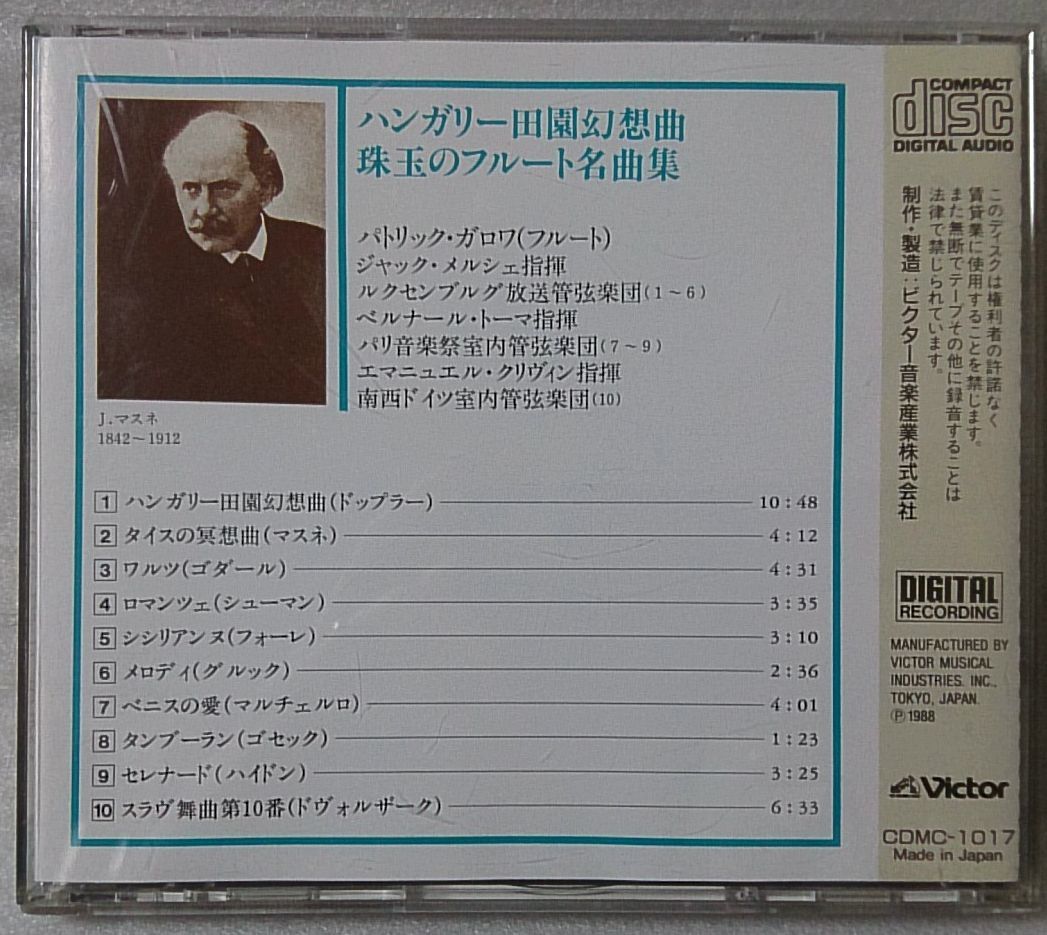 ハンガリー田園幻想曲
珠玉のフルート名曲集
パトリック・ガロワ(フルート)
ジャック・メルシェ指揮
ルクセンブルグ放送管弦楽団(1~6)
ベルナール・トーマ指揮
パリ音楽祭室内管弦楽団(7~9)
エマニュエル・クリヴィン指揮
南西ドイツ室内管弦楽団(10)
J.マスネ
1842~1912
1 ハンガリー田園幻想曲(ドップラー) 10:48
2 タイスの冥想曲(マスネ) 4:12
3 ワルツ(ゴダール) 4:31
4 ロマンツェ(シューマン) 3:35
5 シシリアンヌ(フォーレ) 3:10
6 メロディ(グルック) 2:36
7 ベニスの愛(マルチェルロ) 4:01
8 タンブーラン(ゴセック) 1:23
9 セレナード(ハイドン) 3:25
10 スラヴ舞曲第10番(ドヴォルザーク) 6:33
COMPACT
disc
DIGITAL AUDIO
このディスクは権利者の許諾なく
賃貸業に使用することを禁じます。
また無断でテープその他に録音することは
法律で禁じられています。
制作・製造:ビクター音楽産業株式会社
DIGITAL
RECORDING
MANUFACTURED BY
VICTOR MUSICAL
INDUSTRIES. INC.,
TOKYO, JAPAN.
Ⓟ1988
Victor
CDMC-1017
Made in Japan